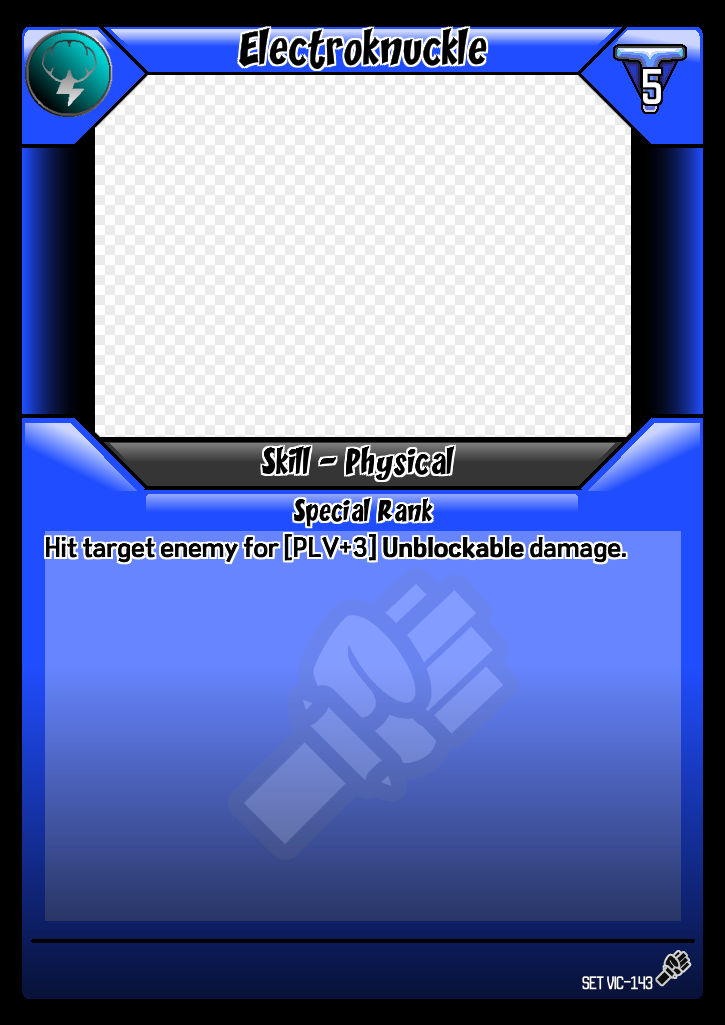 Electroknuckle
5
Skill - Physical
Special Rank
Hit target enemy for [PLV+3] Unblockable damage.
SET VIC-143